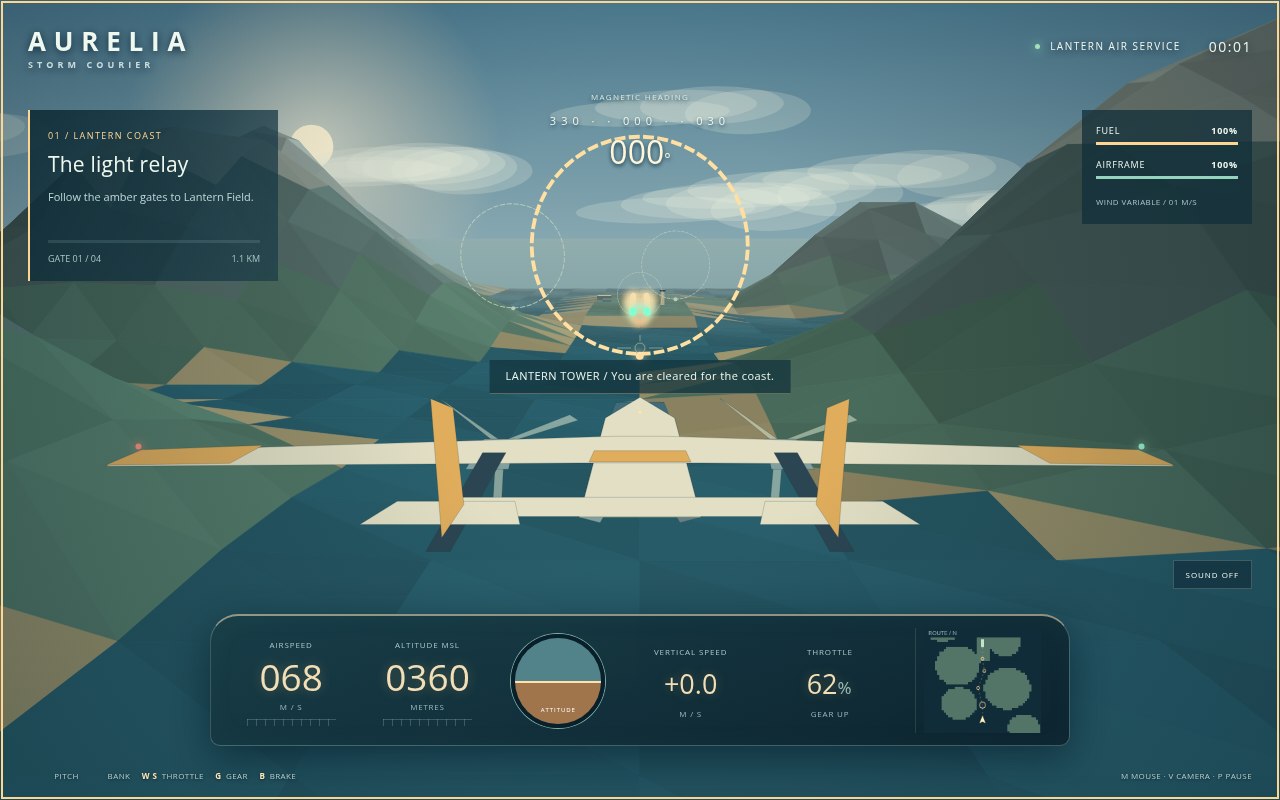 AURELIA
STORM COURIER
LANTERN AIR SERVICE 00:01
MAGNETIC HEADING
330 · · 000 · · 030
000°
01 / LANTERN COAST
The light relay
Follow the amber gates to Lantern Field.
GATE 01 / 04 1.1 KM
FUEL 100%
AIRFRAME 100%
WIND VARIABLE / 01 M/S
LANTERN TOWER / You are cleared for the coast.
SOUND OFF
AIRSPEED
068
M / S
ALTITUDE MSL
0360
METRES
ATTITUDE
VERTICAL SPEED
+0.0
M / S
THROTTLE
62%
GEAR UP
ROUTE / N
PITCH BANK W S THROTTLE G GEAR B BRAKE
M MOUSE · V CAMERA · P PAUSE